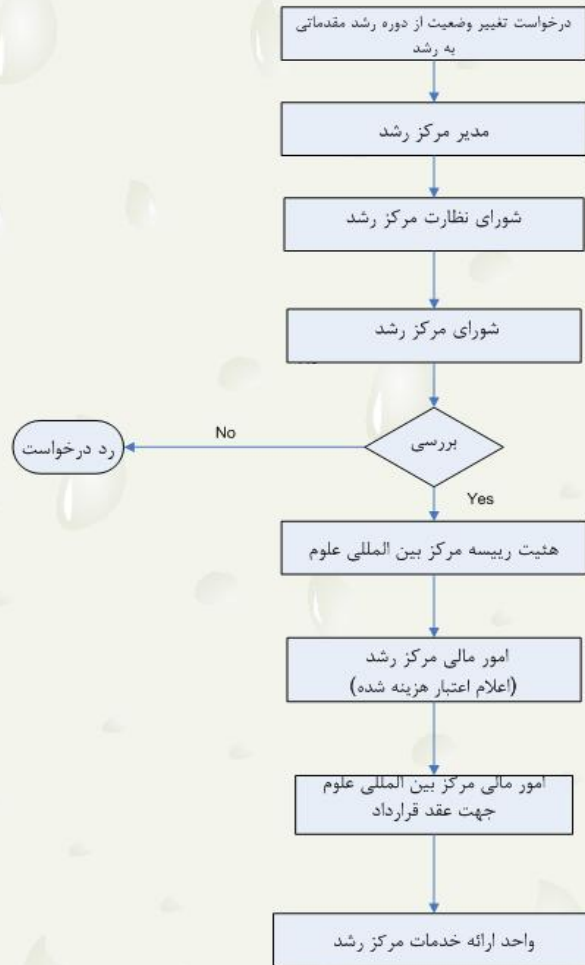 درخواست تغییر وضعیت از دوره رشد مقدماتی
به رشد
مدیر مرکز رشد
شورای نظارت مرکز رشد
شورای مرکز رشد
بررسی
No
رد درخواست
Yes
هئیت رییسه مرکز بین المللی علوم
امور مالی مرکز رشد
(اعلام اعتبار هزینه شده)
امور مالی مرکز بین المللی علوم
جهت عقد قرارداد
واحد ارائه خدمات مرکز رشد